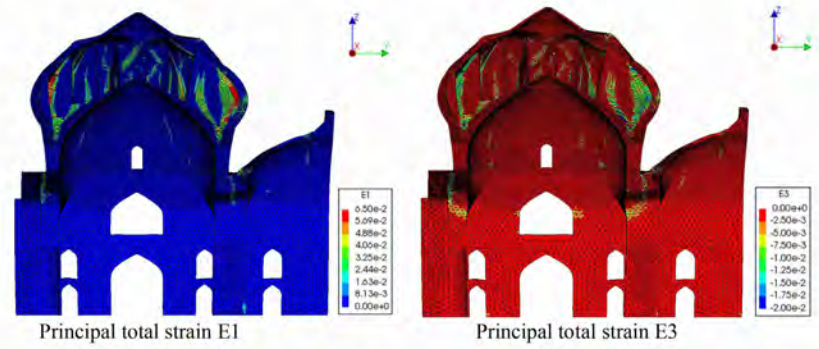 Z
X
Y
E1
6.50e-2
5.69e-2
4.88e-2
4.06e-2
3.25e-2
2.44e-2
1.63e-2
8.13e-3
0.00e+0
Principal total strain E1
Z
X
Y
E3
0.00e+0
-2.50e-3
-5.00e-3
-7.50e-3
-1.00e-2
-1.25e-2
-1.50e-2
-1.75e-2
-2.00e-2
Principal total strain E3